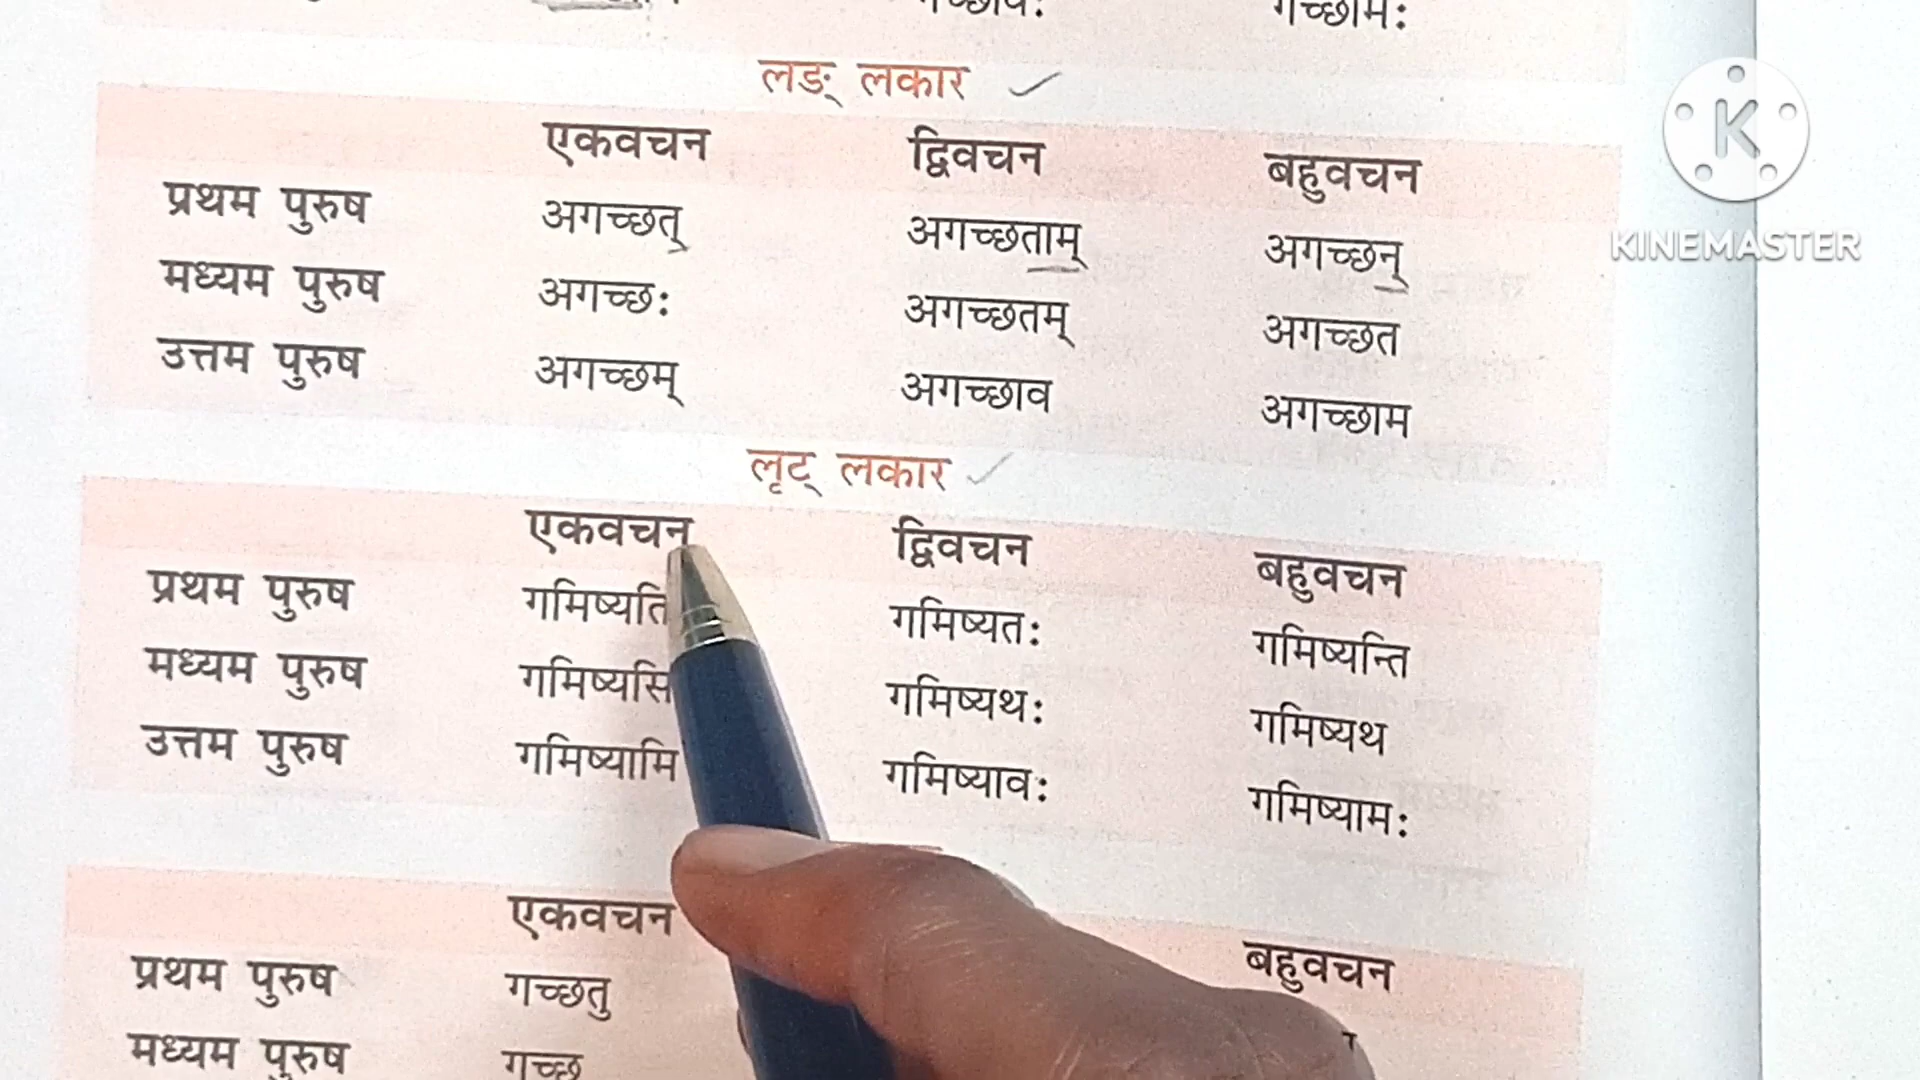 गच्छामः
लङ् लकार
एकवचन द्विवचन बहुवचन
प्रथम पुरुष अगच्छत् अगच्छताम् अगच्छन्
मध्यम पुरुष अगच्छः अगच्छतम् अगच्छत
उत्तम पुरुष अगच्छम् अगच्छाव अगच्छाम
लृट् लकार
एकवचन द्विवचन बहुवचन
प्रथम पुरुष गमिष्यति गमिष्यतः गमिष्यन्ति
मध्यम पुरुष गमिष्यसि गमिष्यथः गमिष्यथ
उत्तम पुरुष गमिष्यामि गमिष्यावः गमिष्यामः
एकवचन बहुवचन
प्रथम पुरुष गच्छतु
मध्यम पुरुष गच्छ
K
KINEMASTER